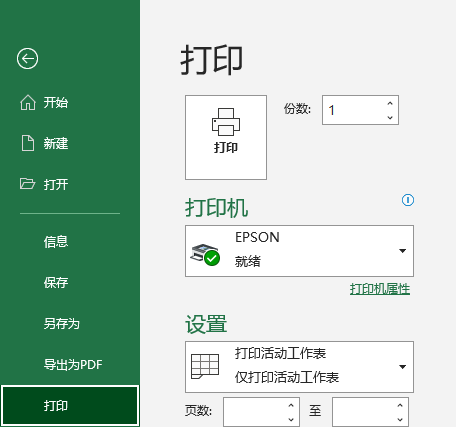 打印
开始
新建
打开
信息
保存
另存为
导出为PDF
打印
打印
份数: 1
打印机
EPSON
就绪
打印机属性
设置
打印活动工作表
仅打印活动工作表
页数: 至